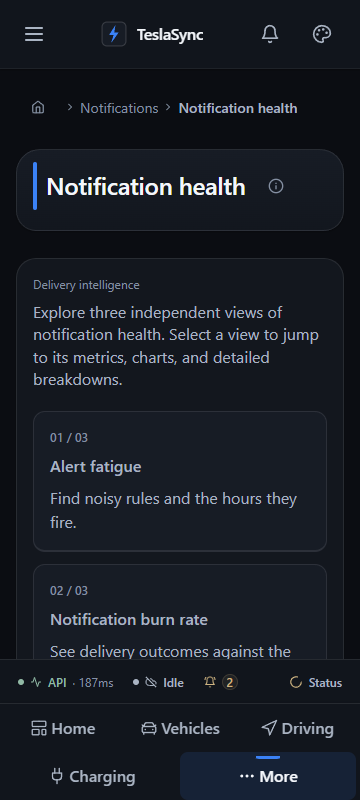 TeslaSync
Notifications
Notification health
Notification health
Delivery intelligence
Explore three independent views of
notification health. Select a view to jump
to its metrics, charts, and detailed
breakdowns.
01 / 03
Alert fatigue
Find noisy rules and the hours they
fire.
02 / 03
Notification burn rate
See delivery outcomes against the
API · 187ms
Idle
2
Status
Home
Vehicles
Driving
Charging
More